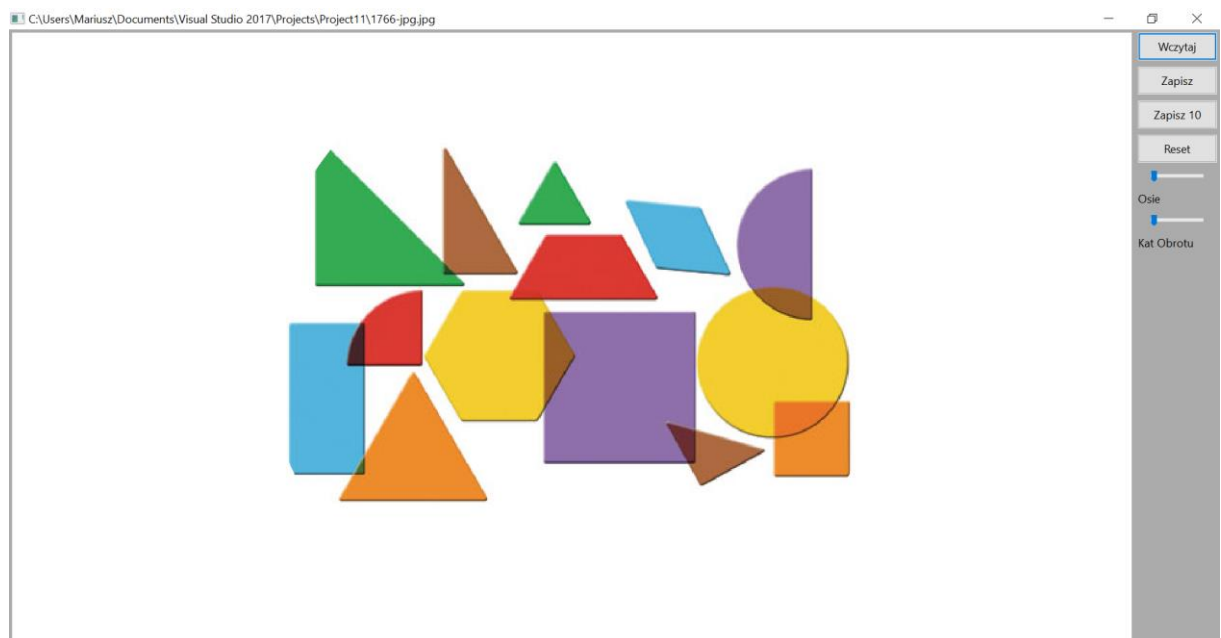 C:\Users\Mariusz\Documents\Visual Studio 2017\Projects\Project11\1766-jpg.jpg
Wczytaj
Zapisz
Zapisz 10
Reset
Osie
Kat Obrotu